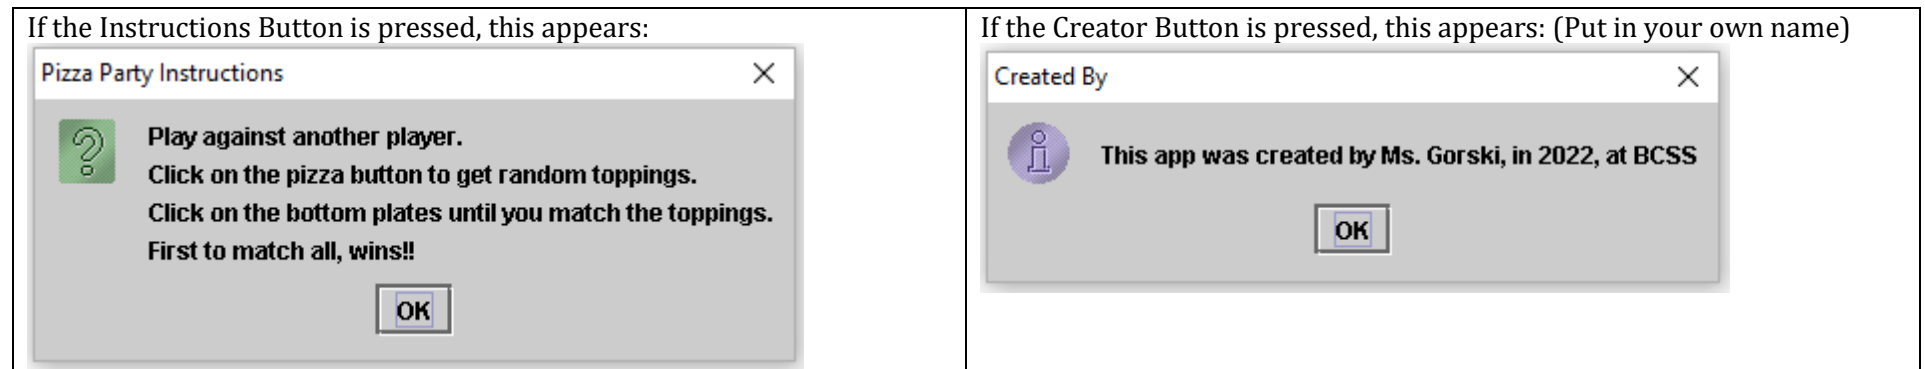 If the Instructions Button is pressed, this appears:
Pizza Party Instructions
Play against another player.
Click on the pizza button to get random toppings.
Click on the bottom plates until you match the toppings.
First to match all, wins!!
OK
If the Creator Button is pressed, this appears: (Put in your own name)
Created By
This app was created by Ms. Gorski, in 2022, at BCSS
OK